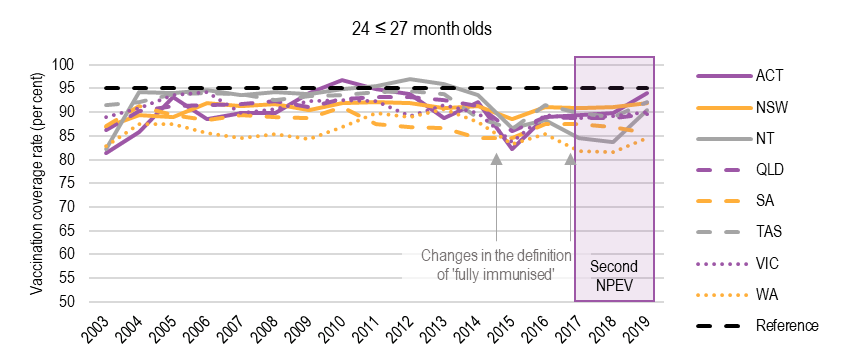 24 ≤ 27 month olds
Vaccination coverage rate (per cent)
100
95
90
85
80
75
70
65
60
55
50
Changes in the definition
of 'fully immunised'
Second
NPEV
2003
2004
2005
2006
2007
2008
2009
2010
2011
2012
2013
2014
2015
2016
2017
2018
2019
ACT
NSW
NT
QLD
SA
TAS
VIC
WA
Reference